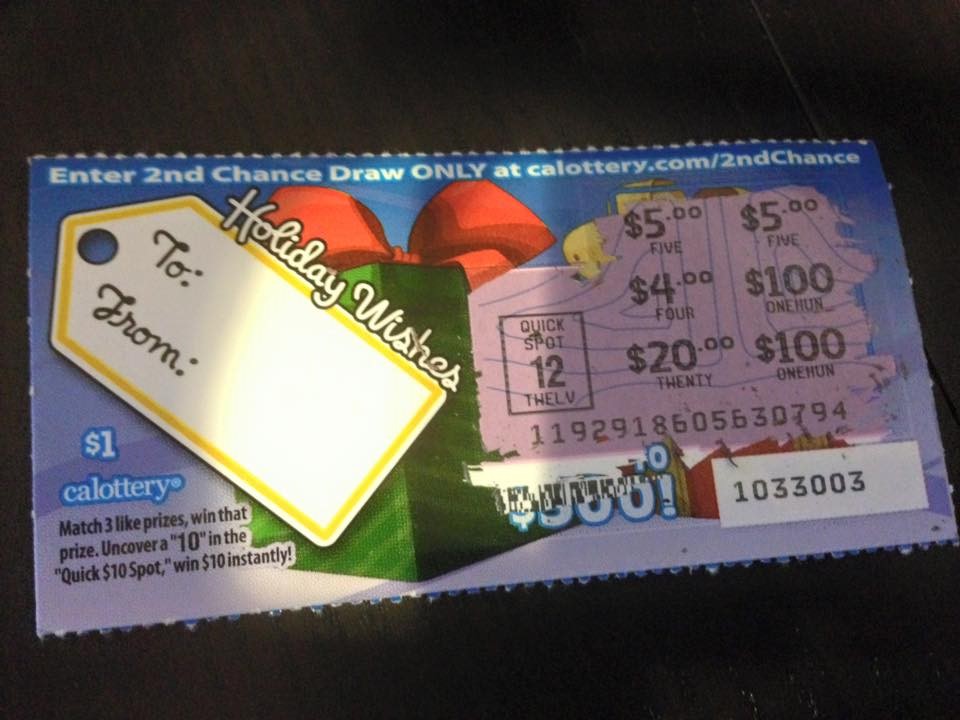 Enter 2nd Chance Draw ONLY at calottery.com/2ndChance
Holiday Wishes
To:
From:
$5.00 $5.00
FIVE FIVE
$4.00 $100
FOUR ONEHUN
$20.00 $100
TWENTY ONEHUN
QUICK
SPOT
12
TWELV
1192918605630794
TO
$500!
1033003
$1
calottery®
Match 3 like prizes, win that
prize. Uncover a "10" in the
"Quick $10 Spot," win $10 instantly!